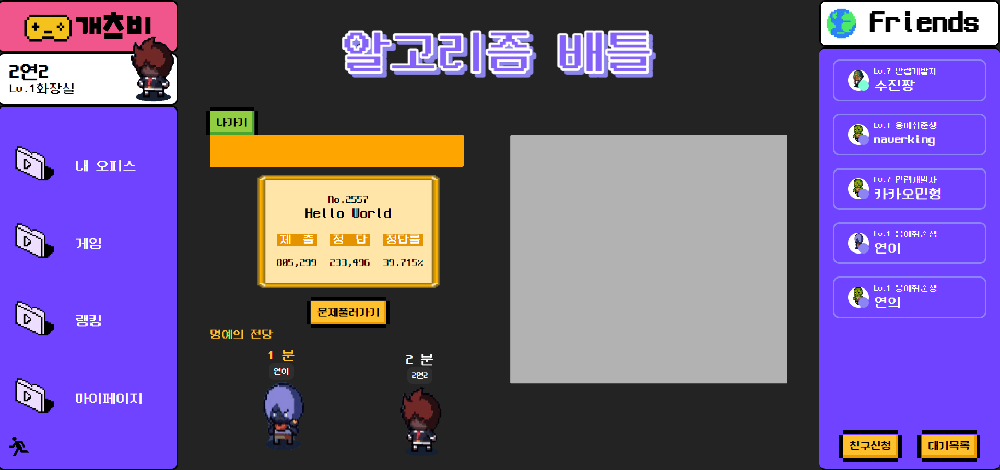 개츠비
2연2
Lv.1화장실
내 오피스
게임
랭킹
마이페이지
알고리즘 배틀
나가기
No.2557
Hello World
제 출 정 답 정답률
805,299 233,496 39.715%
문제풀러가기
명예의 전당
1 분
연이
2 분
2연2
Friends
Lv.7 만렙개발자
수진짱
Lv.1 응애취준생
naverking
Lv.7 만렙개발자
카카오민형
Lv.1 응애취준생
연이
Lv.1 응애취준생
연의
친구신청
대기목록